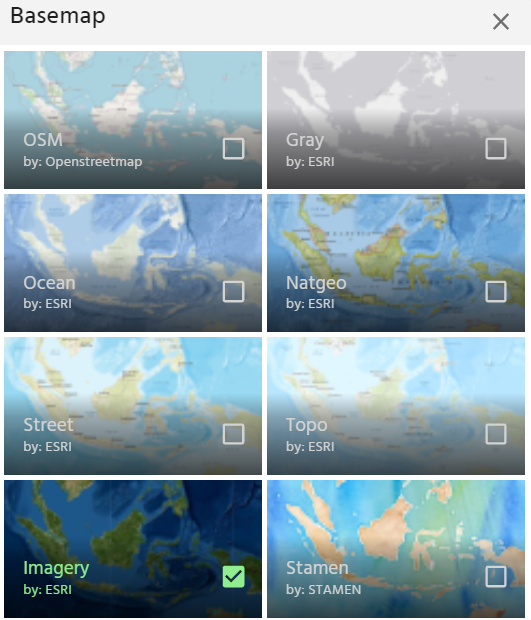 Basemap
OSM
by: Openstreetmap
Gray
by: ESRI
Ocean
by: ESRI
Natgeo
by: ESRI
Street
by: ESRI
Topo
by: ESRI
Imagery
by: ESRI
Stamen
by: STAMEN